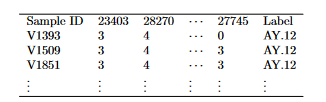 Sample ID 23403 28270 ⋯ 27745 Label
V1393 3 4 ⋯ 0 AY.12
V1509 3 4 ⋯ 3 AY.12
V1851 3 4 ⋯ 3 AY.12
⋮ ⋮ ⋮ ⋮ ⋮ ⋮